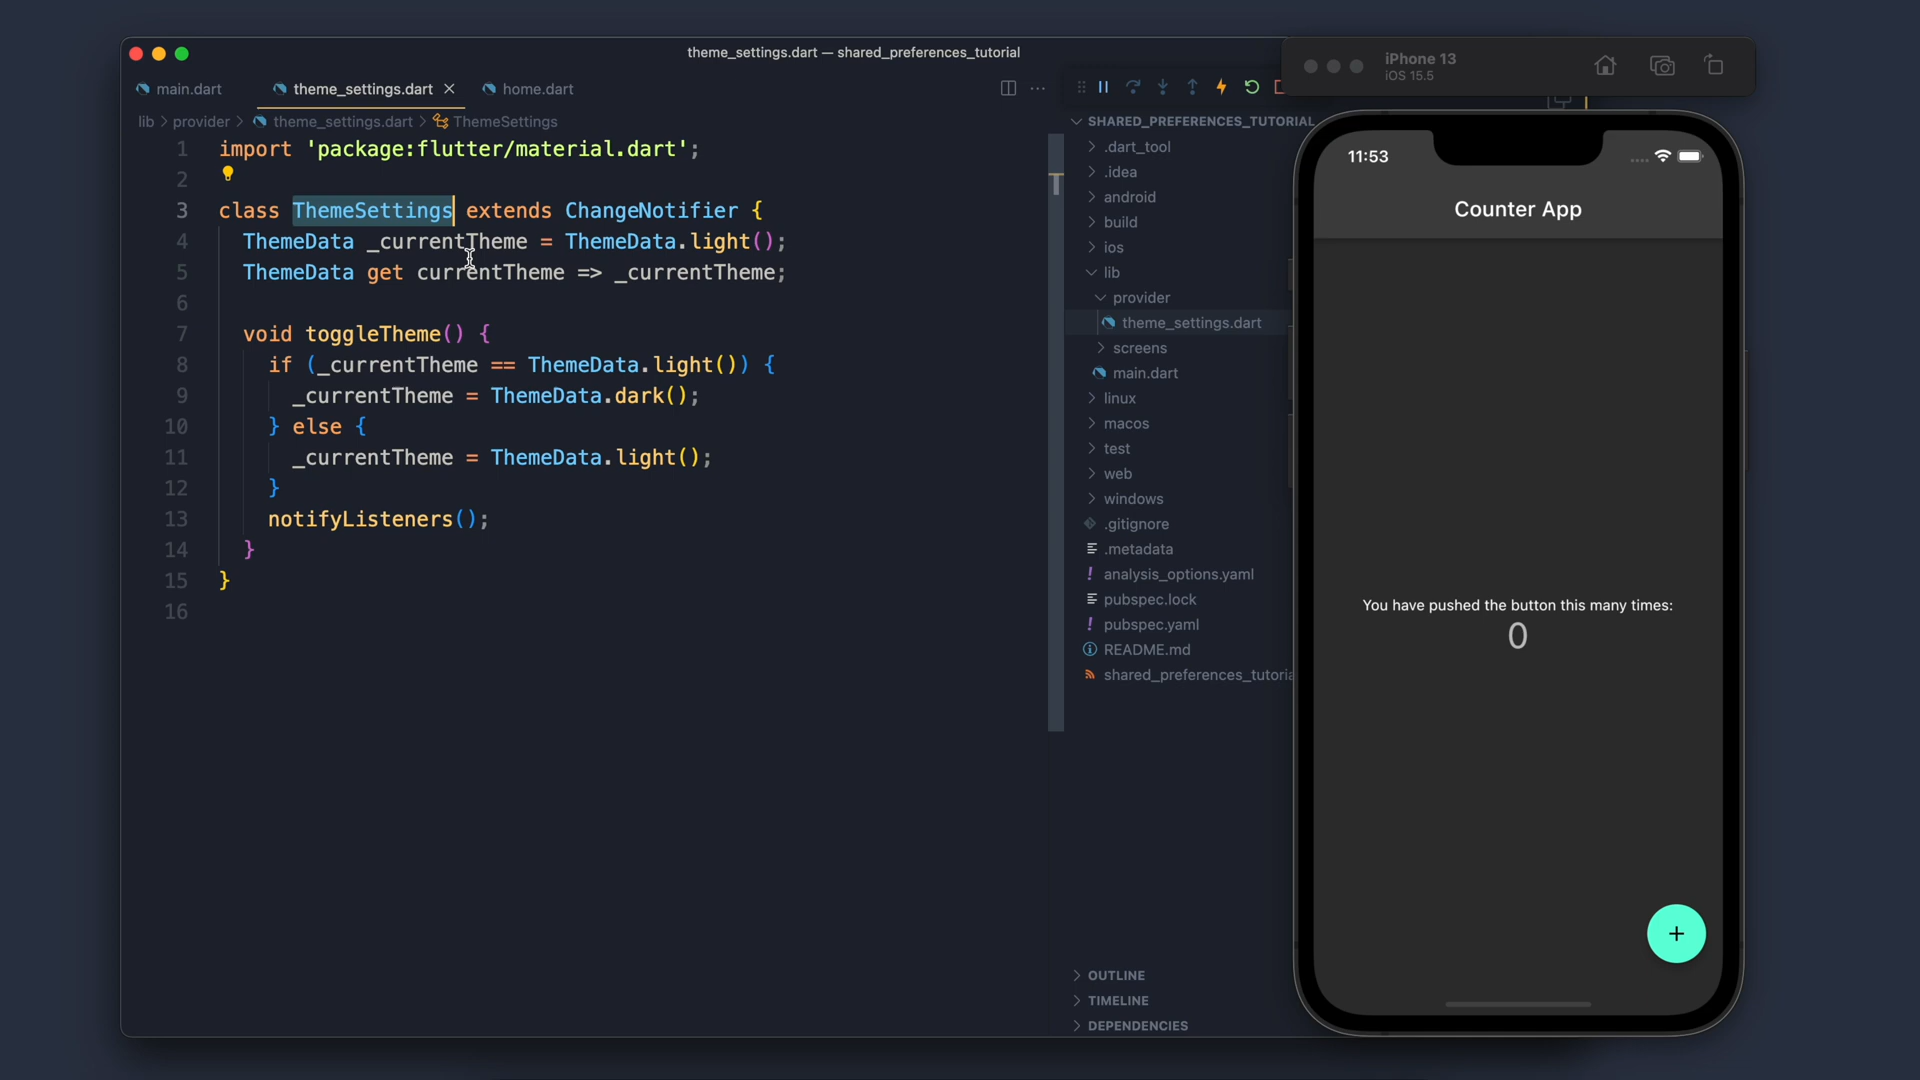 theme_settings.dart — shared_preferences_tutorial
main.dart
theme_settings.dart
home.dart
lib > provider > theme_settings.dart > ThemeSettings
1 import 'package:flutter/material.dart';
2
3 class ThemeSettings extends ChangeNotifier {
4 ThemeData _currentTheme = ThemeData.light();
5 ThemeData get currentTheme => _currentTheme;
6
7 void toggleTheme() {
8 if (_currentTheme == ThemeData.light()) {
9 _currentTheme = ThemeData.dark();
10 } else {
11 _currentTheme = ThemeData.light();
12 }
13 notifyListeners();
14 }
15 }
16
SHARED_PREFERENCES_TUTORIAL
.dart_tool
.idea
android
build
ios
lib
provider
theme_settings.dart
screens
main.dart
linux
macos
test
web
windows
.gitignore
.metadata
analysis_options.yaml
pubspec.lock
pubspec.yaml
README.md
shared_preferences_tutoria
OUTLINE
TIMELINE
DEPENDENCIES
iPhone 13
iOS 15.5
11:53
Counter App
You have pushed the button this many times:
0
+